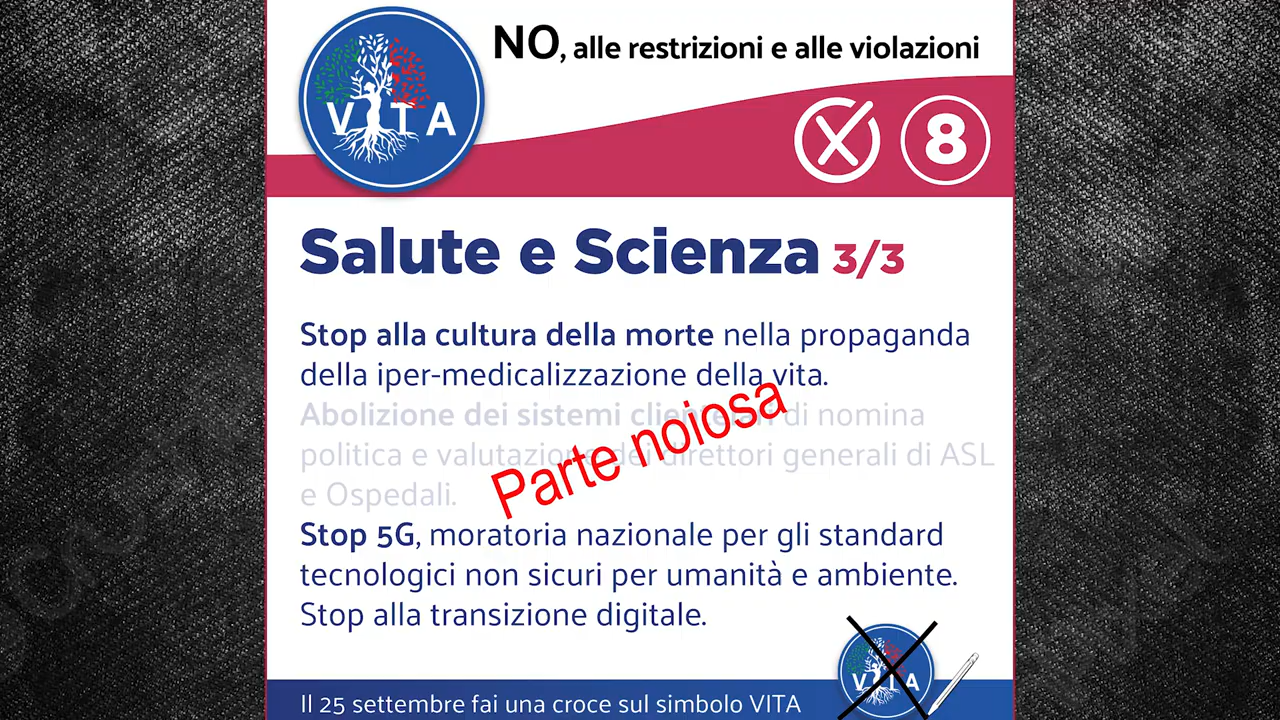 VITA
NO, alle restrizioni e alle violazioni
X 8
Salute e Scienza 3/3
Stop alla cultura della morte nella propaganda
della iper-medicalizzazione della vita.
Abolizione dei sistemi clientelari di nomina
politica e valutazione dei direttori generali di ASL
e Ospedali.
Parte noiosa
Stop 5G, moratoria nazionale per gli standard
tecnologici non sicuri per umanità e ambiente.
Stop alla transizione digitale.
VITA
Il 25 settembre fai una croce sul simbolo VITA